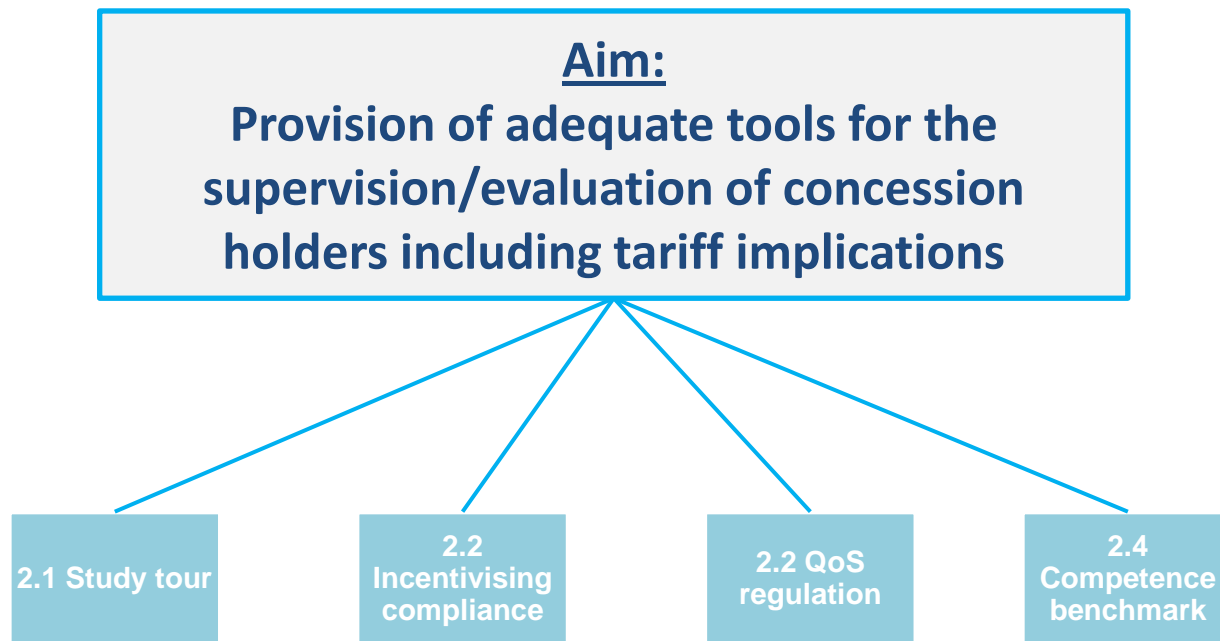 Aim:
Provision of adequate tools for the
supervision/evaluation of concession
holders including tariff implications
2.1 Study tour
2.2
Incentivising
compliance
2.2 QoS
regulation
2.4
Competence
benchmark